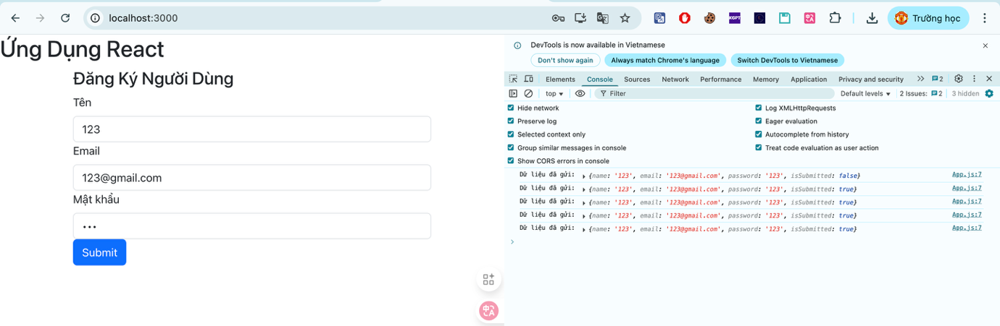 localhost:3000
KGPT
Trường học
Ứng Dụng React
Đăng Ký Người Dùng
Tên
123
Email
123@gmail.com
Mật khẩu
•••
Submit
DevTools is now available in Vietnamese
Don't show again Always match Chrome's language Switch DevTools to Vietnamese
Elements Console Sources Network Performance Memory Application Privacy and security 2
top Filter Default levels 2 Issues: 2 3 hidden
Hide network Log XMLHttpRequests
Preserve log Eager evaluation
Selected context only Autocomplete from history
Group similar messages in console Treat code evaluation as user action
Show CORS errors in console
Dữ liệu đã gửi: {name: '123', email: '123@gmail.com', password: '123', isSubmitted: false} App.js:7
Dữ liệu đã gửi: {name: '123', email: '123@gmail.com', password: '123', isSubmitted: true} App.js:7
Dữ liệu đã gửi: {name: '123', email: '123@gmail.com', password: '123', isSubmitted: true} App.js:7
Dữ liệu đã gửi: {name: '123', email: '123@gmail.com', password: '123', isSubmitted: true} App.js:7
Dữ liệu đã gửi: {name: '123', email: '123@gmail.com', password: '123', isSubmitted: true} App.js:7